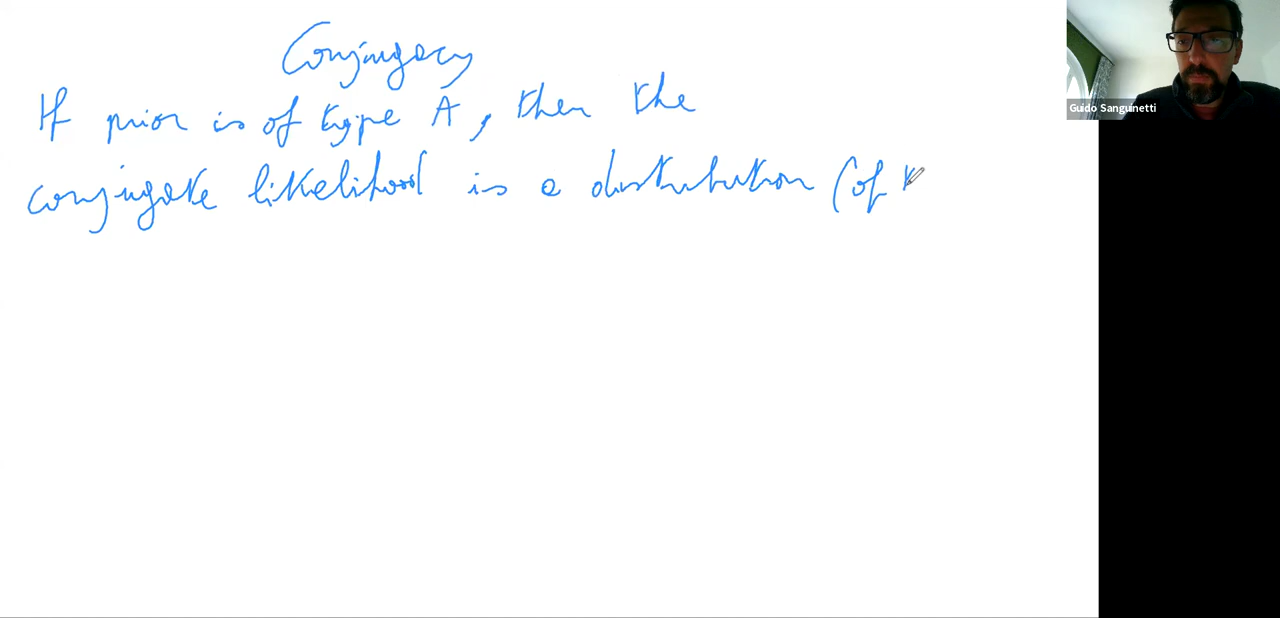 Conjugacy
If prior is of type A, then the
conjugate likelihood is a distribution (of t
Guido Sanguinetti